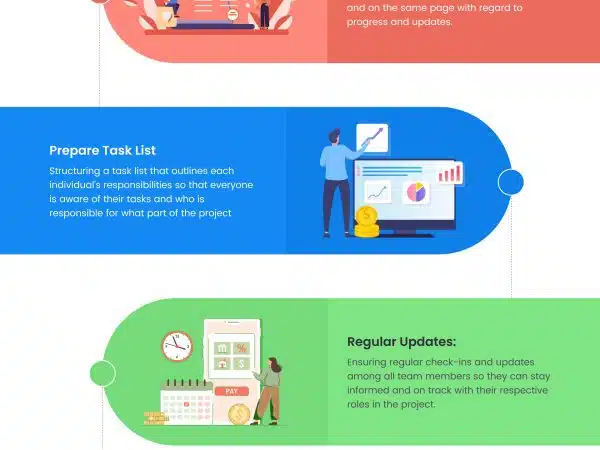 and on the same page with regard to
progress and updates.
Prepare Task List
Structuring a task list that outlines each
individual's responsibilities so that everyone
is aware of their tasks and who is
responsible for what part of the project
Regular Updates:
Ensuring regular check-ins and updates
among all team members so they can stay
informed and on track with their respective
roles in the project.
%
PAY
$
$